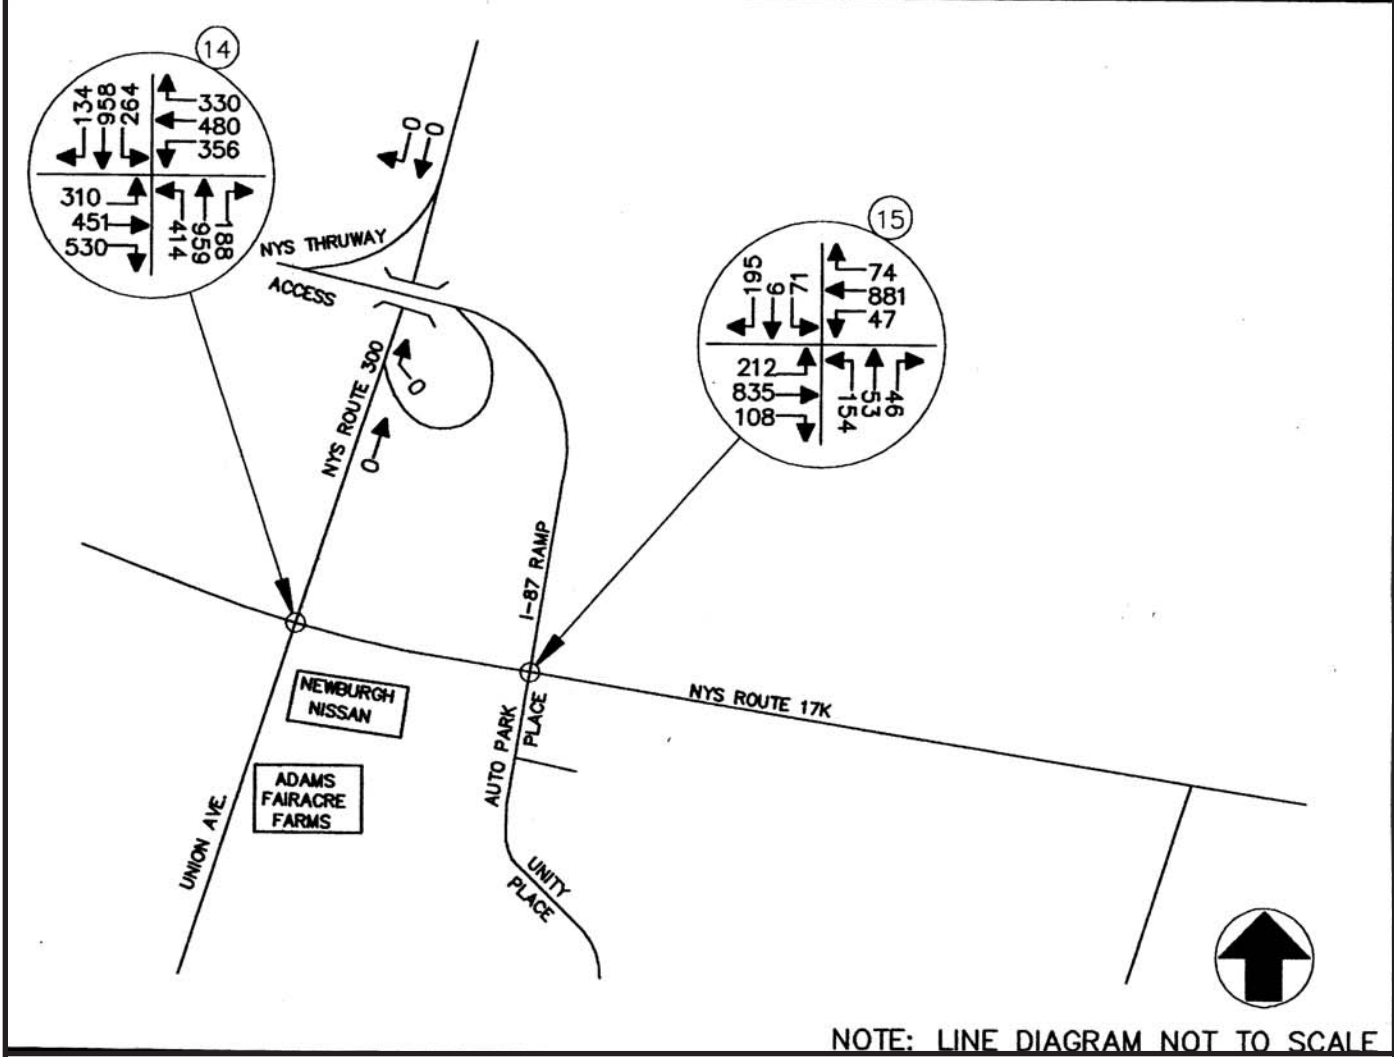 14
134
958
264
330
480
356
310
451
530
414
959
188
0
0
NYS THRUWAY
ACCESS
15
195
6
71
74
881
47
212
835
108
154
53
46
NYS ROUTE 300
0
0
I-87 RAMP
NEWBURGH
NISSAN
NYS ROUTE 17K
AUTO PARK
PLACE
ADAMS
FAIRACRE
FARMS
UNION AVE.
UNITY
PLACE
NOTE: LINE DIAGRAM NOT TO SCALE